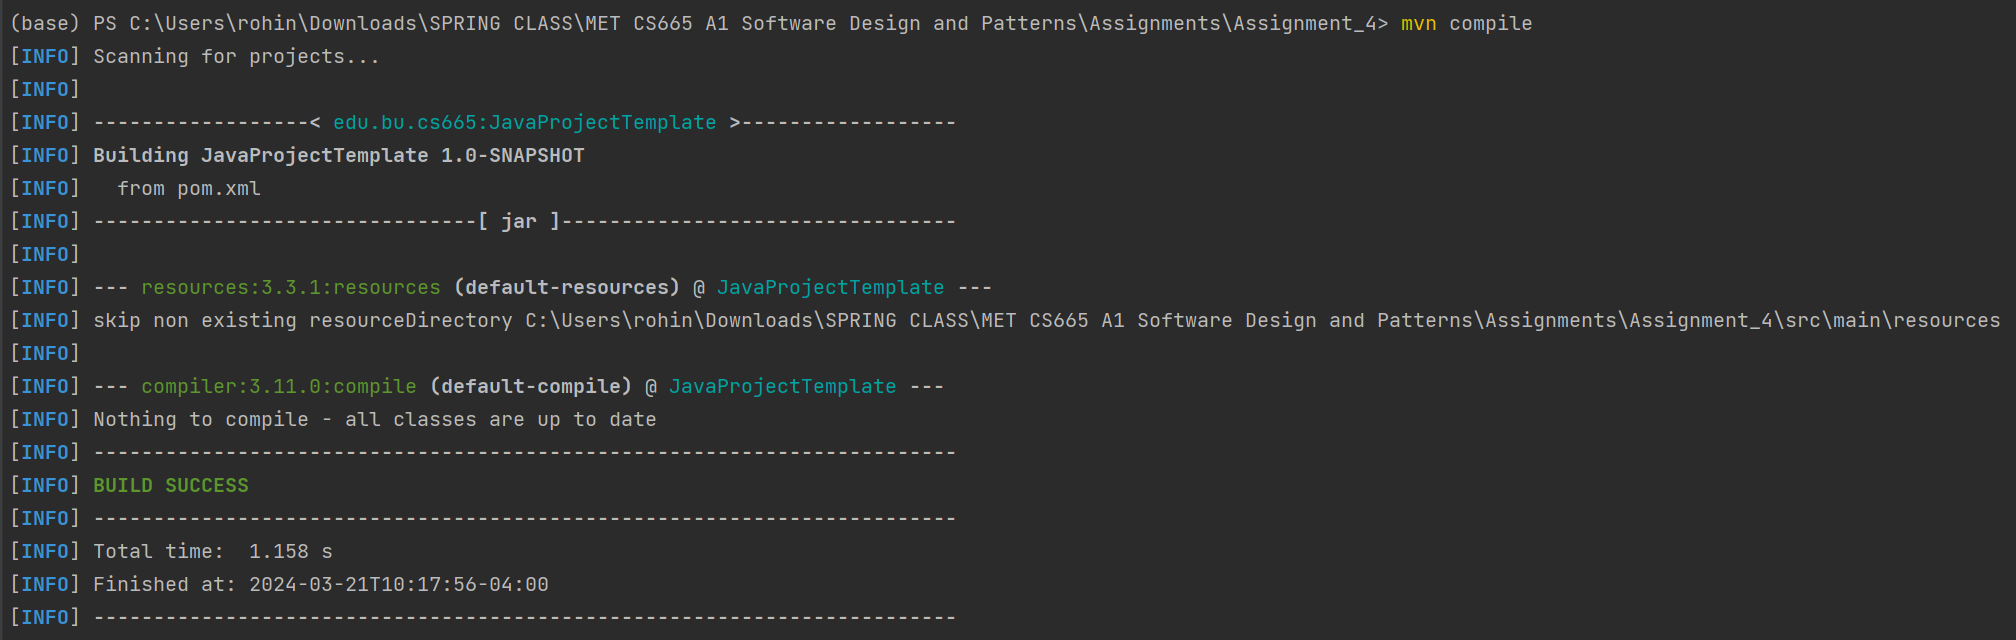 (base) PS C:\Users\rohin\Downloads\SPRING CLASS\MET CS665 A1 Software Design and Patterns\Assignments\Assignment_4> mvn compile
[INFO] Scanning for projects...
[INFO]
[INFO] ------------------< edu.bu.cs665:JavaProjectTemplate >------------------
[INFO] Building JavaProjectTemplate 1.0-SNAPSHOT
[INFO]   from pom.xml
[INFO] --------------------------------[ jar ]---------------------------------
[INFO]
[INFO] --- resources:3.3.1:resources (default-resources) @ JavaProjectTemplate ---
[INFO] skip non existing resourceDirectory C:\Users\rohin\Downloads\SPRING CLASS\MET CS665 A1 Software Design and Patterns\Assignments\Assignment_4\src\main\resources
[INFO]
[INFO] --- compiler:3.11.0:compile (default-compile) @ JavaProjectTemplate ---
[INFO] Nothing to compile - all classes are up to date
[INFO] ------------------------------------------------------------------------
[INFO] BUILD SUCCESS
[INFO] ------------------------------------------------------------------------
[INFO] Total time:  1.158 s
[INFO] Finished at: 2024-03-21T10:17:56-04:00
[INFO] ------------------------------------------------------------------------